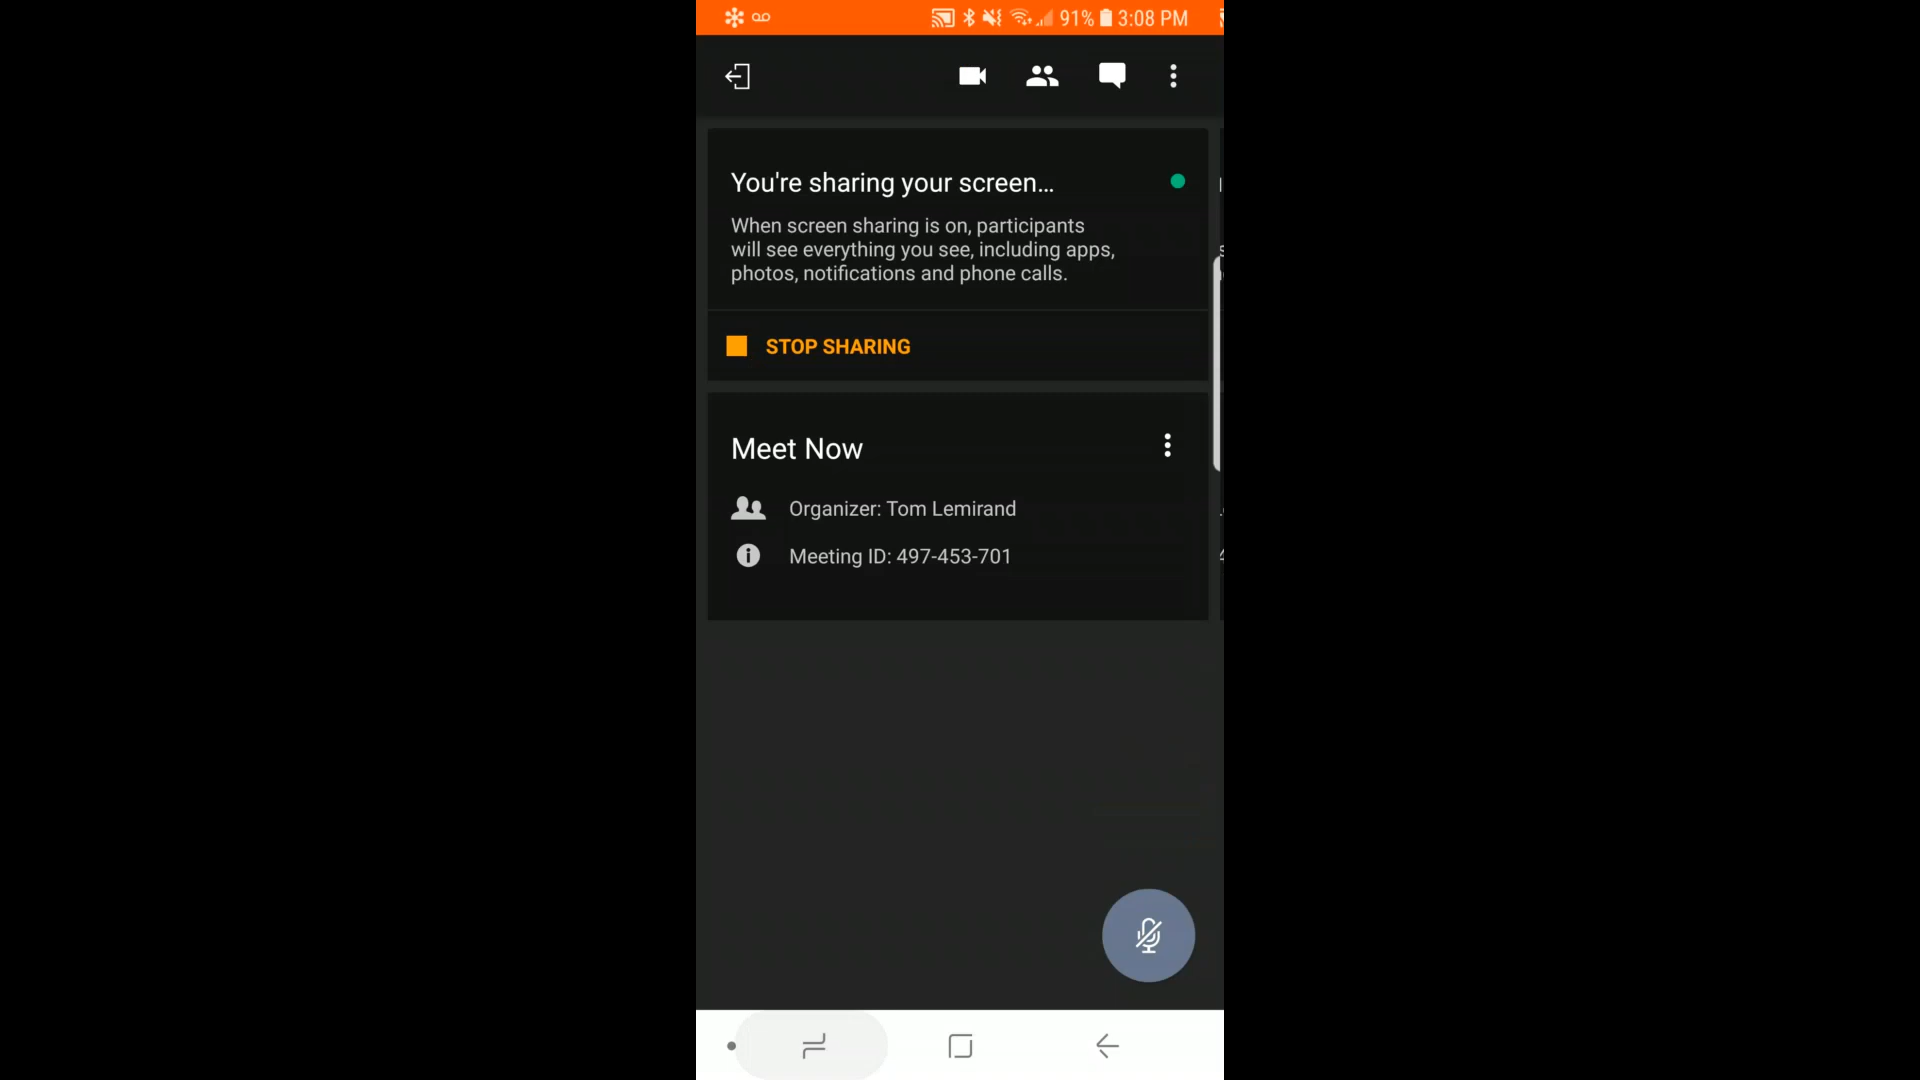 91% 3:08 PM
You're sharing your screen...
When screen sharing is on, participants
will see everything you see, including apps,
photos, notifications and phone calls.
STOP SHARING
Meet Now
Organizer: Tom Lemirand
Meeting ID: 497-453-701